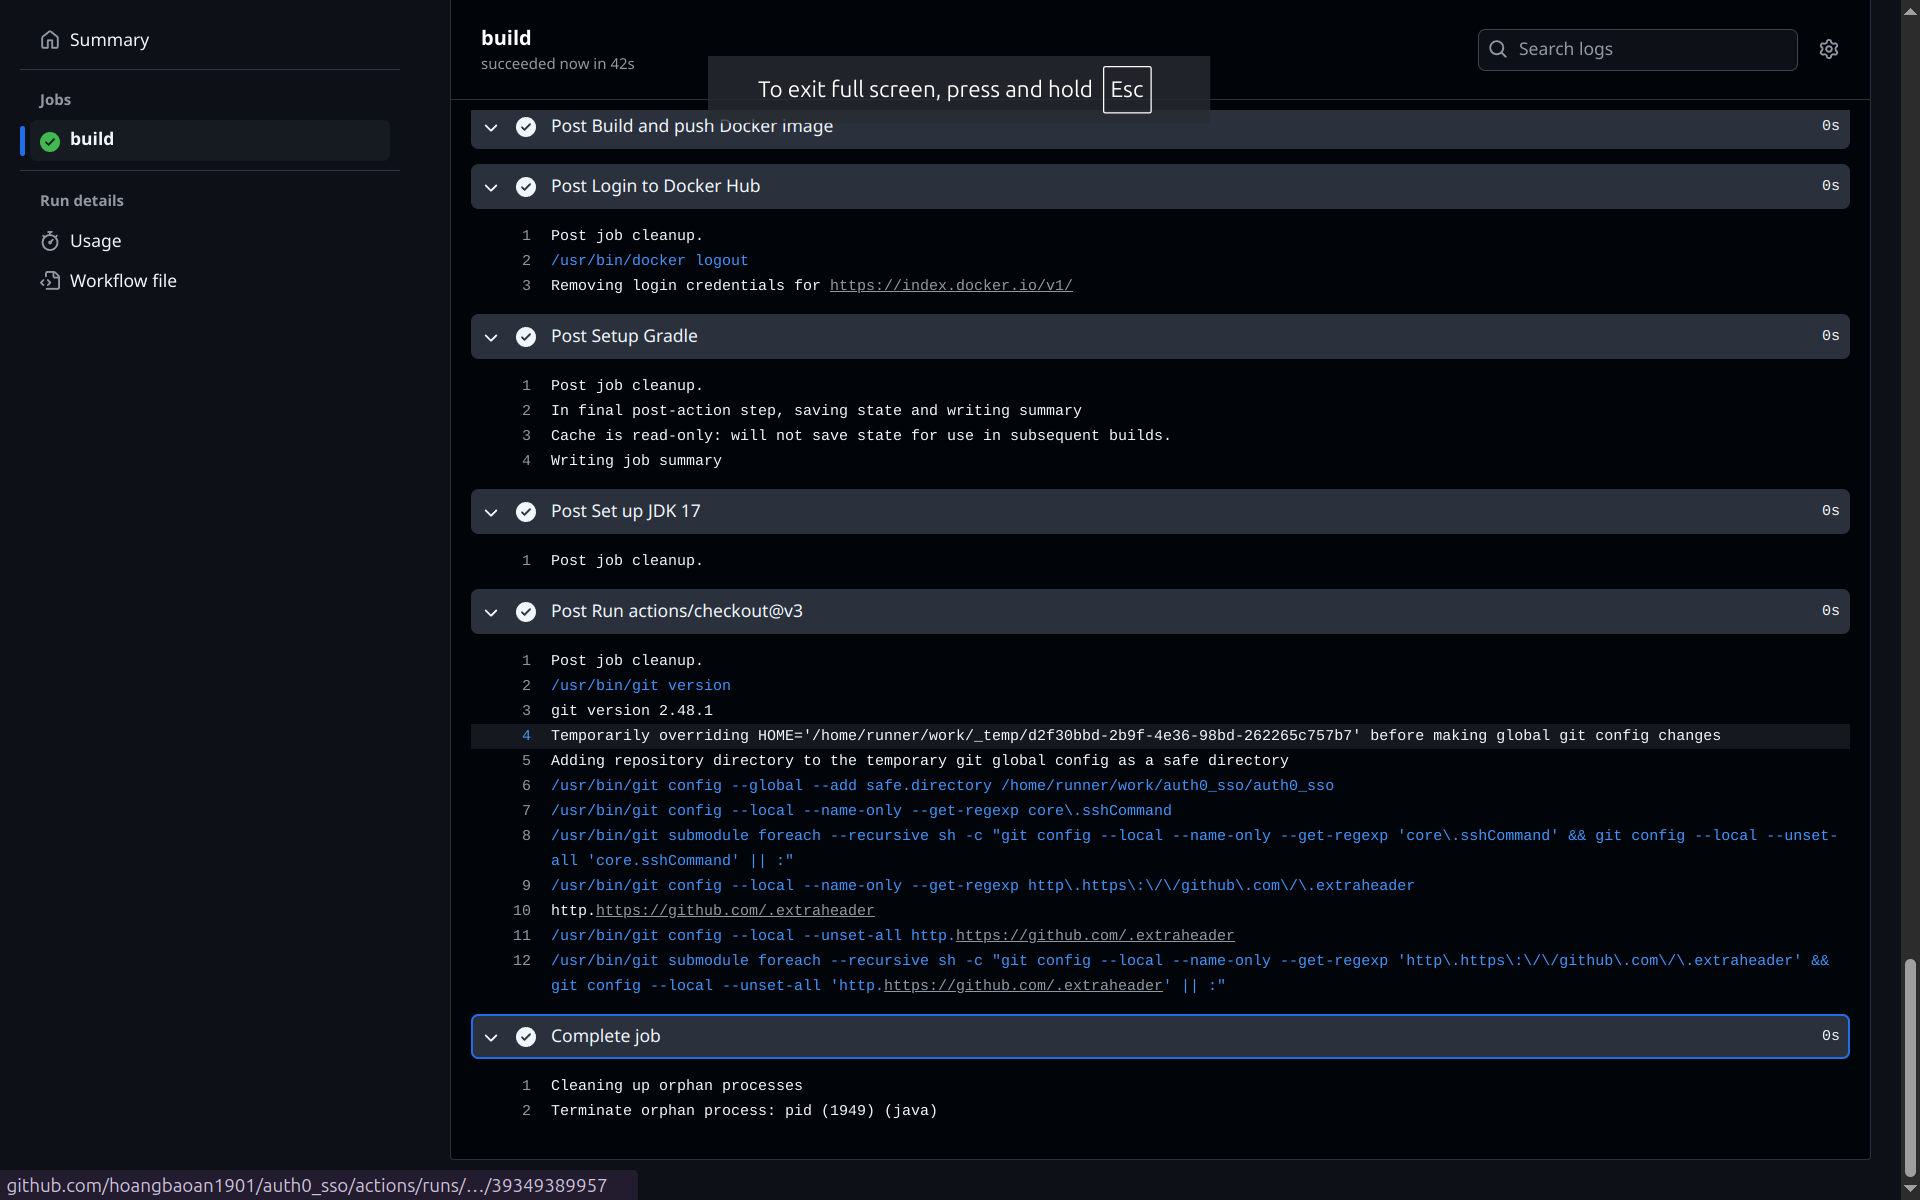 Summary
Jobs
build
Run details
Usage
Workflow file
build
succeeded now in 42s
Search logs
To exit full screen, press and hold Esc
Post Build and push Docker image 0s
Post Login to Docker Hub 0s
1 Post job cleanup.
2 /usr/bin/docker logout
3 Removing login credentials for https://index.docker.io/v1/
Post Setup Gradle 0s
1 Post job cleanup.
2 In final post-action step, saving state and writing summary
3 Cache is read-only: will not save state for use in subsequent builds.
4 Writing job summary
Post Set up JDK 17 0s
1 Post job cleanup.
Post Run actions/checkout@v3 0s
1 Post job cleanup.
2 /usr/bin/git version
3 git version 2.48.1
4 Temporarily overriding HOME='/home/runner/work/_temp/d2f30bbd-2b9f-4e36-98bd-262265c757b7' before making global git config changes
5 Adding repository directory to the temporary git global config as a safe directory
6 /usr/bin/git config --global --add safe.directory /home/runner/work/auth0_sso/auth0_sso
7 /usr/bin/git config --local --name-only --get-regexp core\.sshCommand
8 /usr/bin/git submodule foreach --recursive sh -c "git config --local --name-only --get-regexp 'core\.sshCommand' && git config --local --unset-
all 'core.sshCommand' || :"
9 /usr/bin/git config --local --name-only --get-regexp http\.https\:\/\/github\.com\/\.extraheader
10 http.https://github.com/.extraheader
11 /usr/bin/git config --local --unset-all http.https://github.com/.extraheader
12 /usr/bin/git submodule foreach --recursive sh -c "git config --local --name-only --get-regexp 'http\.https\:\/\/github\.com\/\.extraheader' &&
git config --local --unset-all 'http.https://github.com/.extraheader' || :"
Complete job 0s
1 Cleaning up orphan processes
2 Terminate orphan process: pid (1949) (java)
github.com/hoangbaoan1901/auth0_sso/actions/runs/…/39349389957